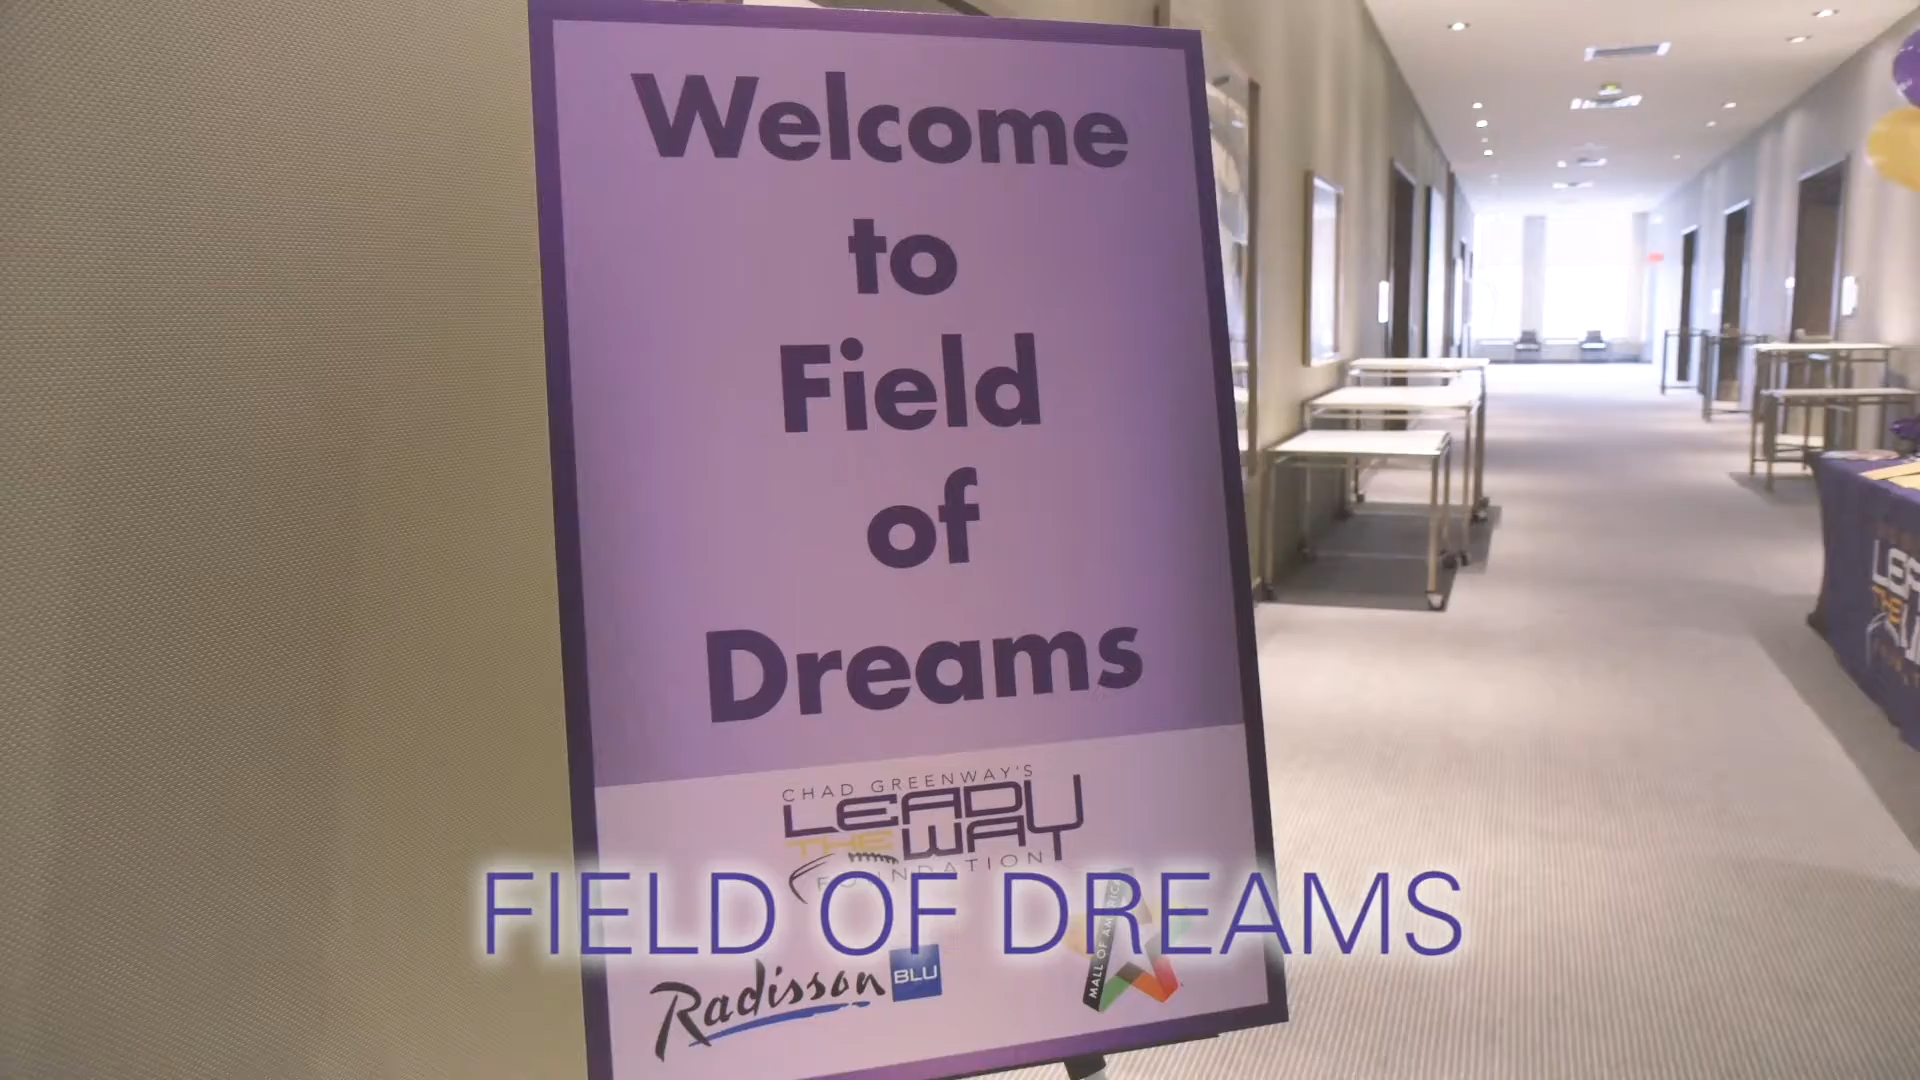 Welcome
to
Field
of
Dreams
CHAD GREENWAY'S
LEAD
THE WAY
FOUNDATION
FIELD OF DREAMS
Radisson BLU
MALL OF AMERICA
THE